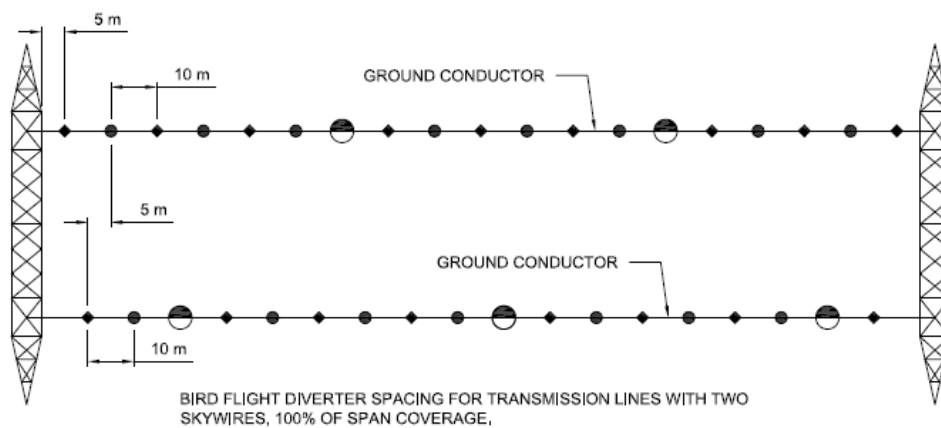 5 m
10 m
GROUND CONDUCTOR
5 m
GROUND CONDUCTOR
10 m
BIRD FLIGHT DIVERTER SPACING FOR TRANSMISSION LINES WITH TWO
SKYWIRES, 100% OF SPAN COVERAGE,